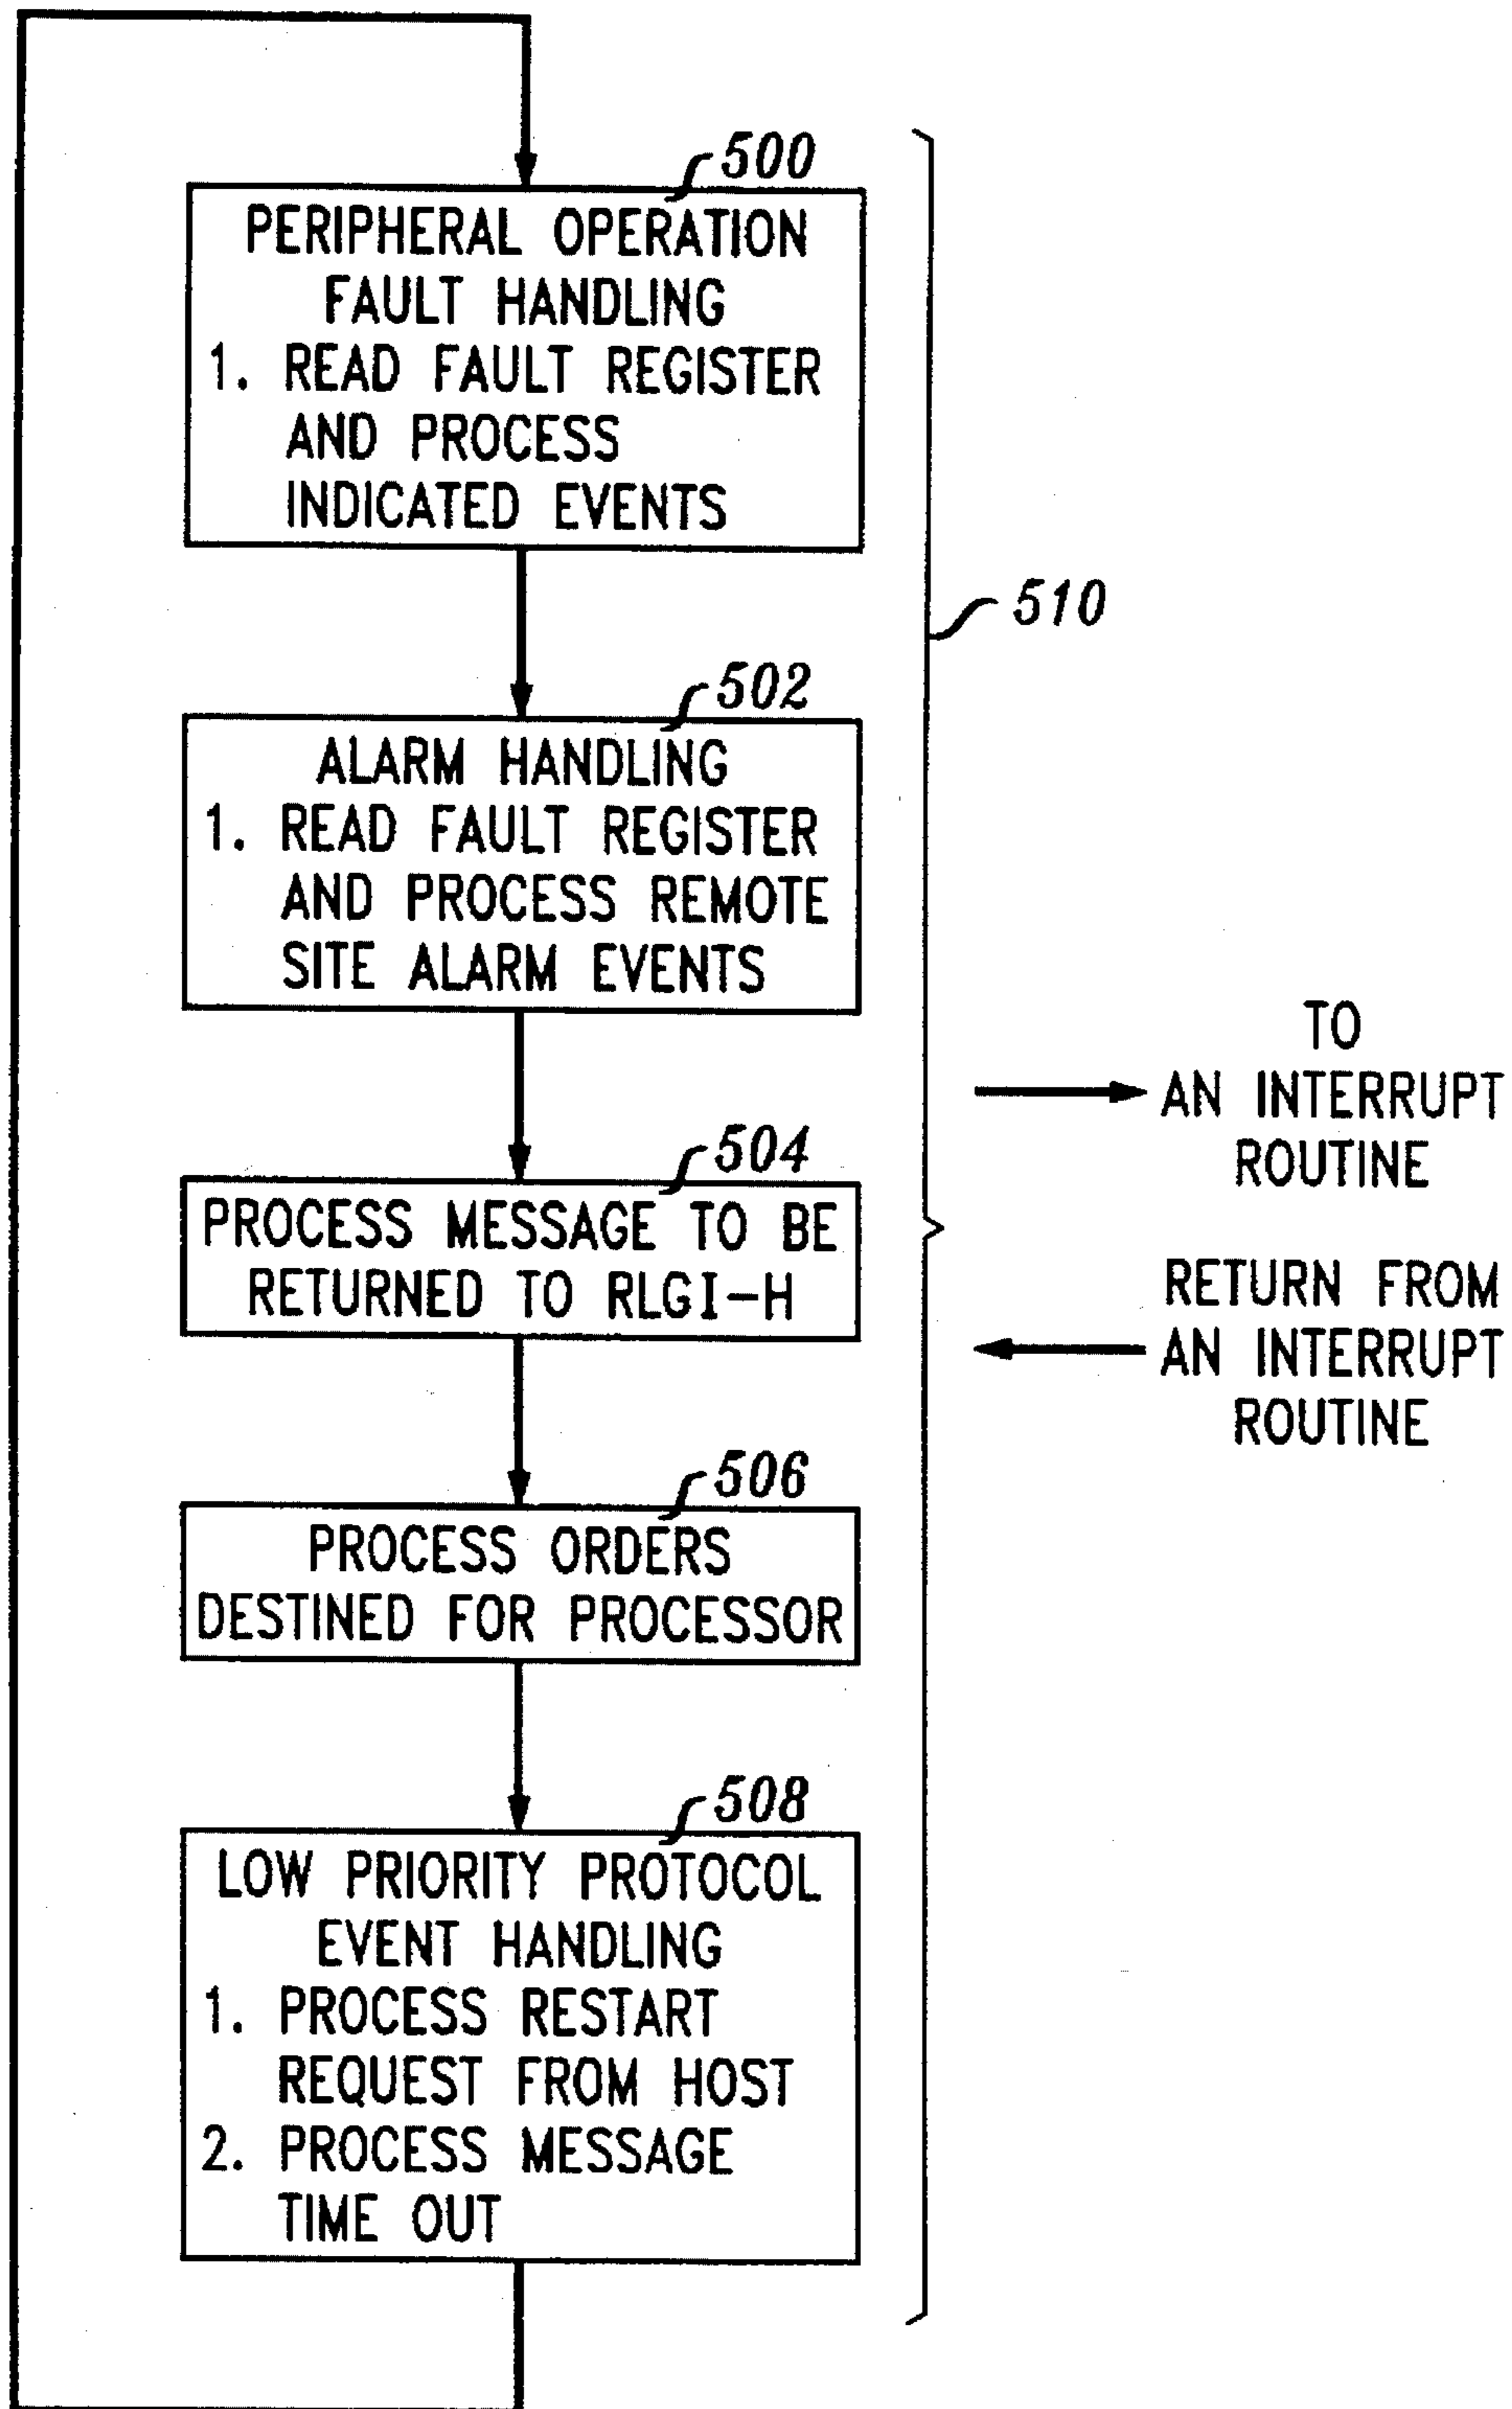 500
PERIPHERAL OPERATION
FAULT HANDLING
1. READ FAULT REGISTER
AND PROCESS
INDICATED EVENTS
510
502
ALARM HANDLING
1. READ FAULT REGISTER
AND PROCESS REMOTE
SITE ALARM EVENTS
TO
AN INTERRUPT
ROUTINE
504
PROCESS MESSAGE TO BE
RETURNED TO RLGI-H
RETURN FROM
AN INTERRUPT
ROUTINE
506
PROCESS ORDERS
DESTINED FOR PROCESSOR
508
LOW PRIORITY PROTOCOL
EVENT HANDLING
1. PROCESS RESTART
REQUEST FROM HOST
2. PROCESS MESSAGE
TIME OUT